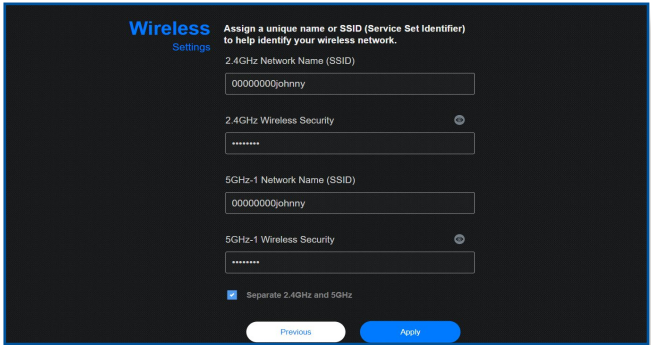 Wireless
Settings
Assign a unique name or SSID (Service Set Identifier)
to help identify your wireless network.
2.4GHz Network Name (SSID)
00000000johnny
2.4GHz Wireless Security
••••••••
5GHz-1 Network Name (SSID)
00000000johnny
5GHz-1 Wireless Security
••••••••
Separate 2.4GHz and 5GHz
Previous
Apply